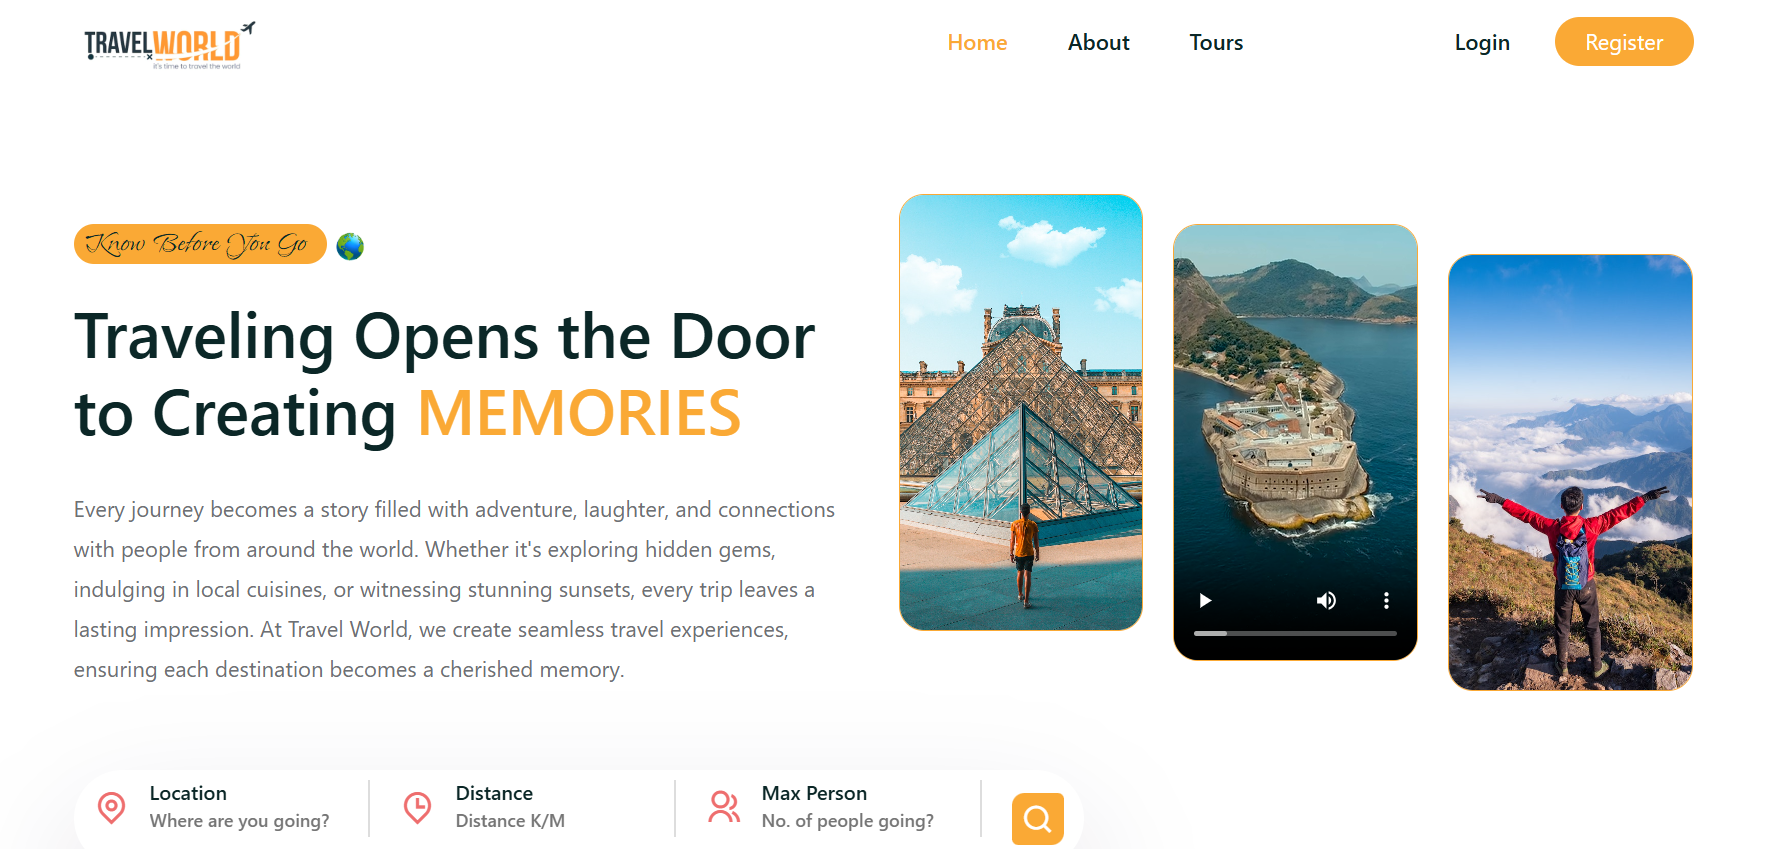 TRAVELWORLD
it's time to travel the world
Home
About
Tours
Login
Register
Know Before You Go
Traveling Opens the Door
to Creating MEMORIES
Every journey becomes a story filled with adventure, laughter, and connections
with people from around the world. Whether it's exploring hidden gems,
indulging in local cuisines, or witnessing stunning sunsets, every trip leaves a
lasting impression. At Travel World, we create seamless travel experiences,
ensuring each destination becomes a cherished memory.
Location
Where are you going?
Distance
Distance K/M
Max Person
No. of people going?